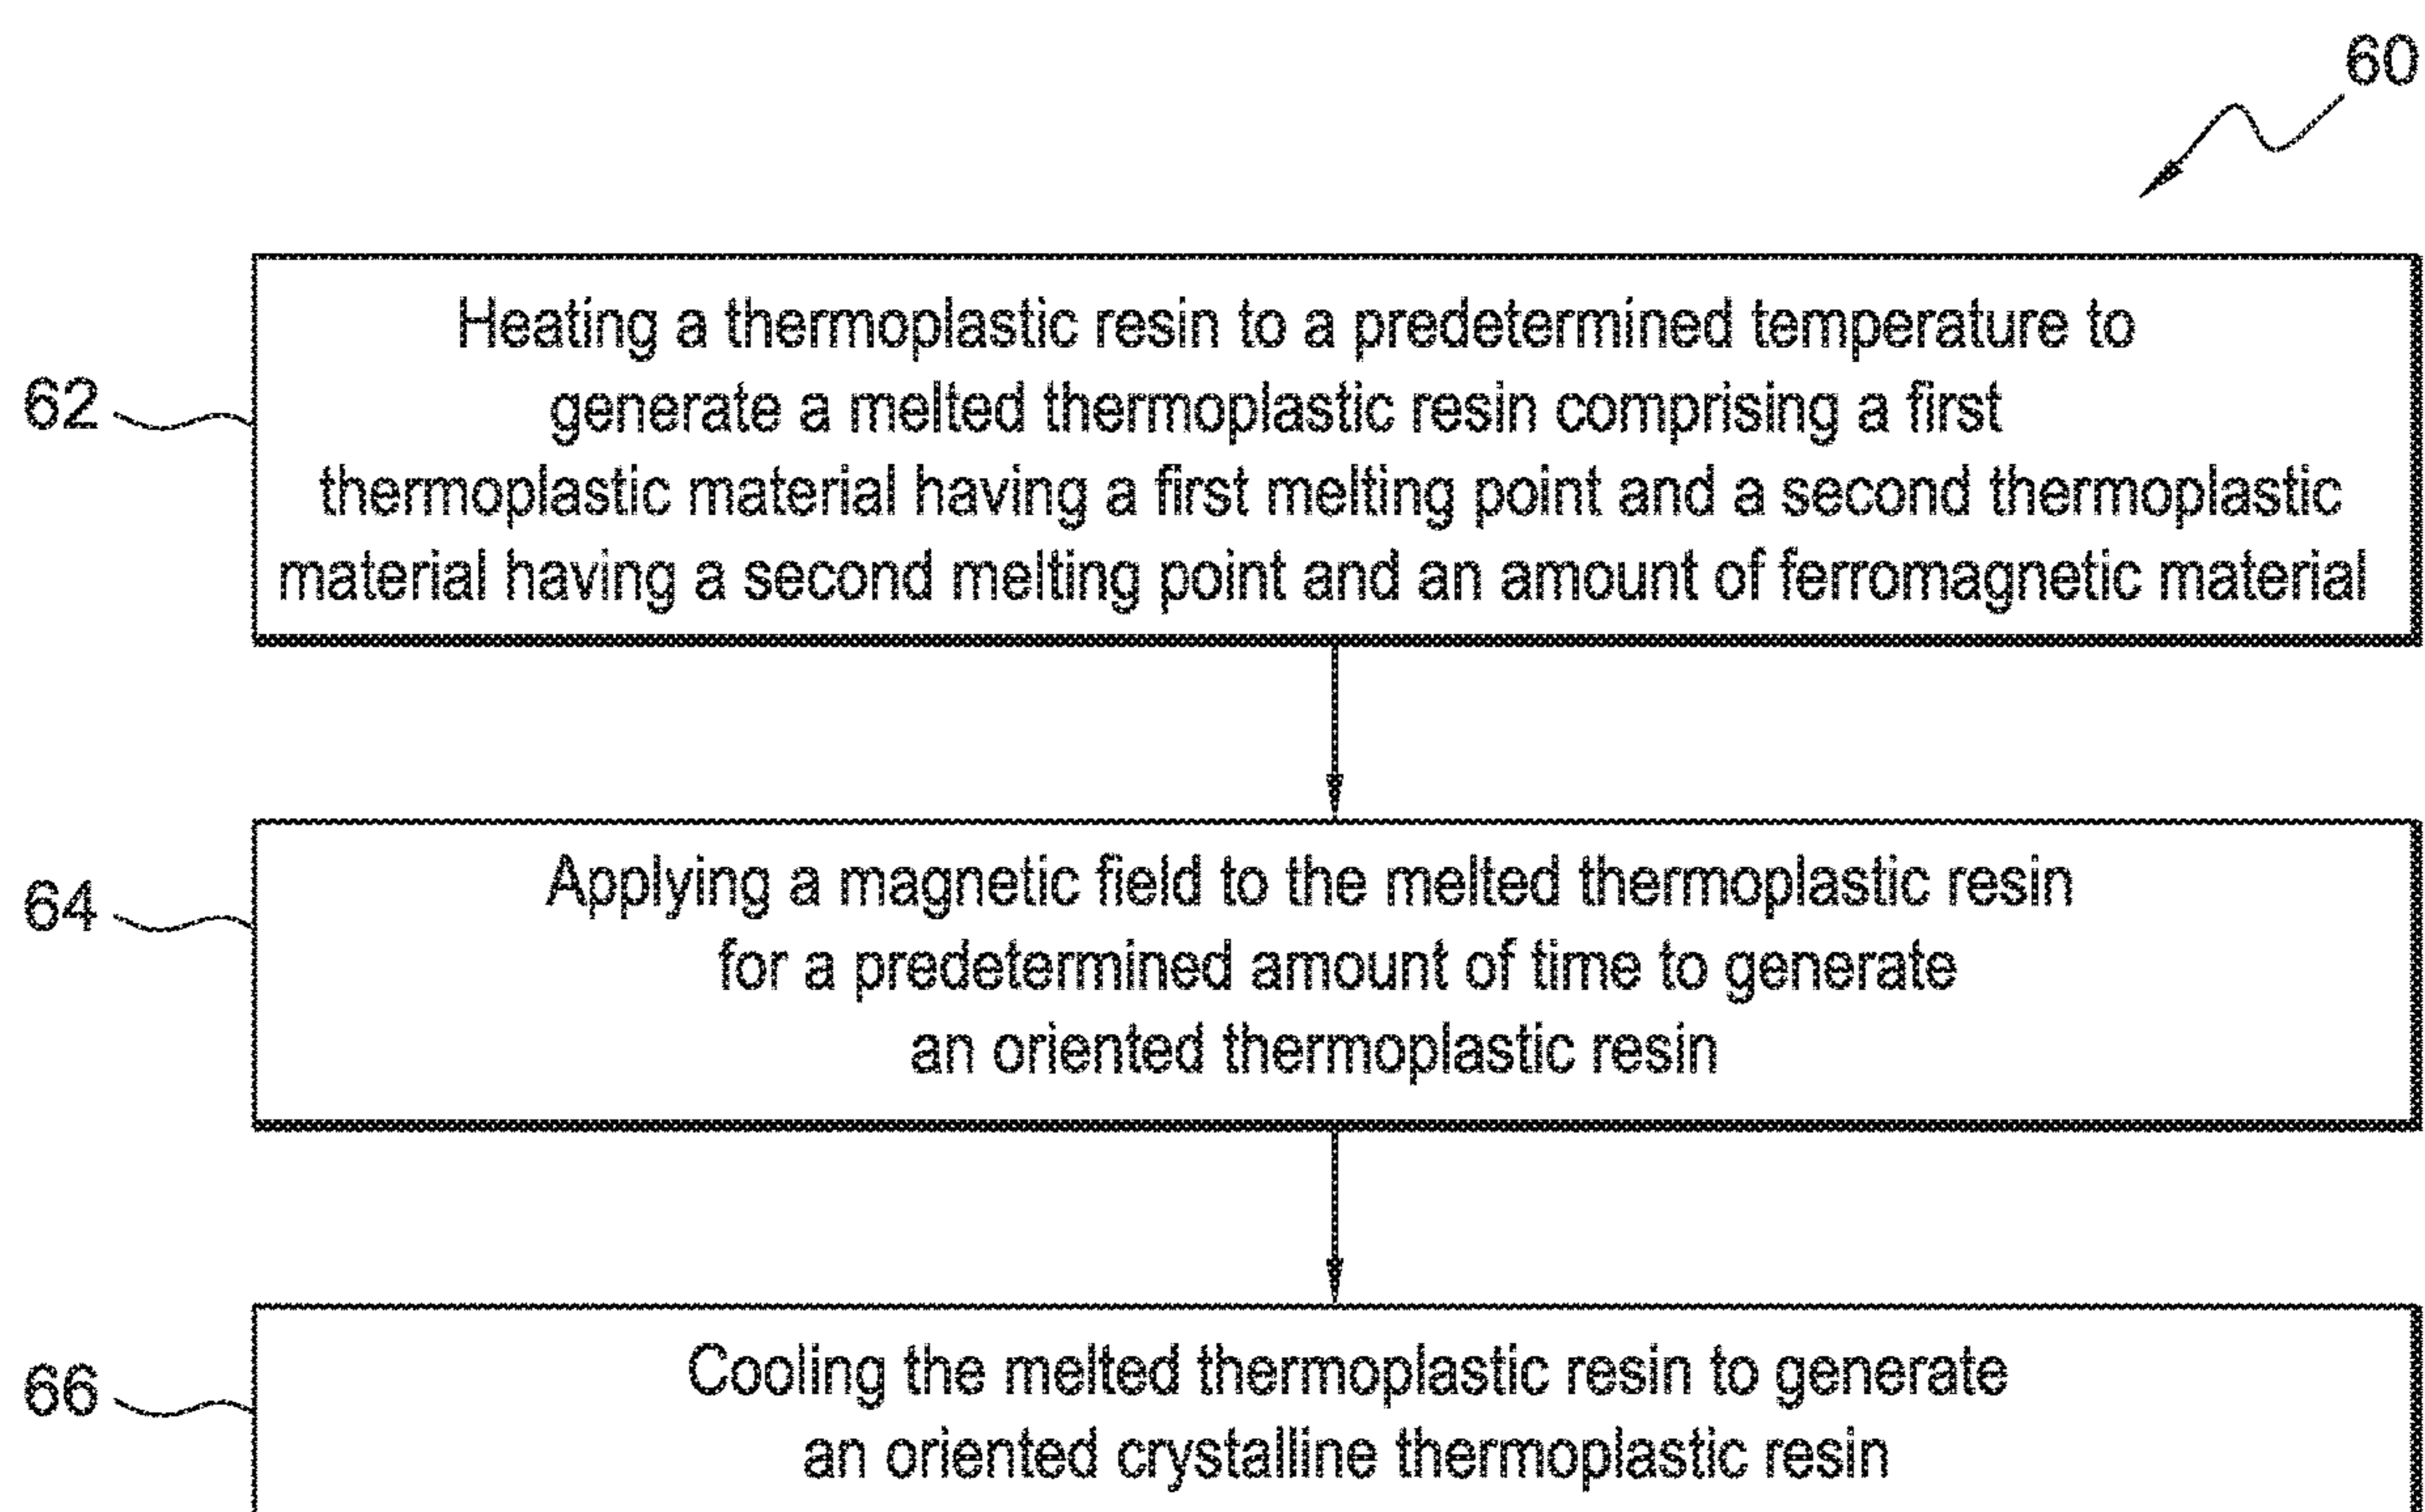 60
62
Heating a thermoplastic resin to a predetermined temperature to
generate a melted thermoplastic resin comprising a first
thermoplastic material having a first melting point and a second thermoplastic
material having a second melting point and an amount of ferromagnetic material
64
Applying a magnetic field to the melted thermoplastic resin
for a predetermined amount of time to generate
an oriented thermoplastic resin
66
Cooling the melted thermoplastic resin to generate
an oriented crystalline thermoplastic resin